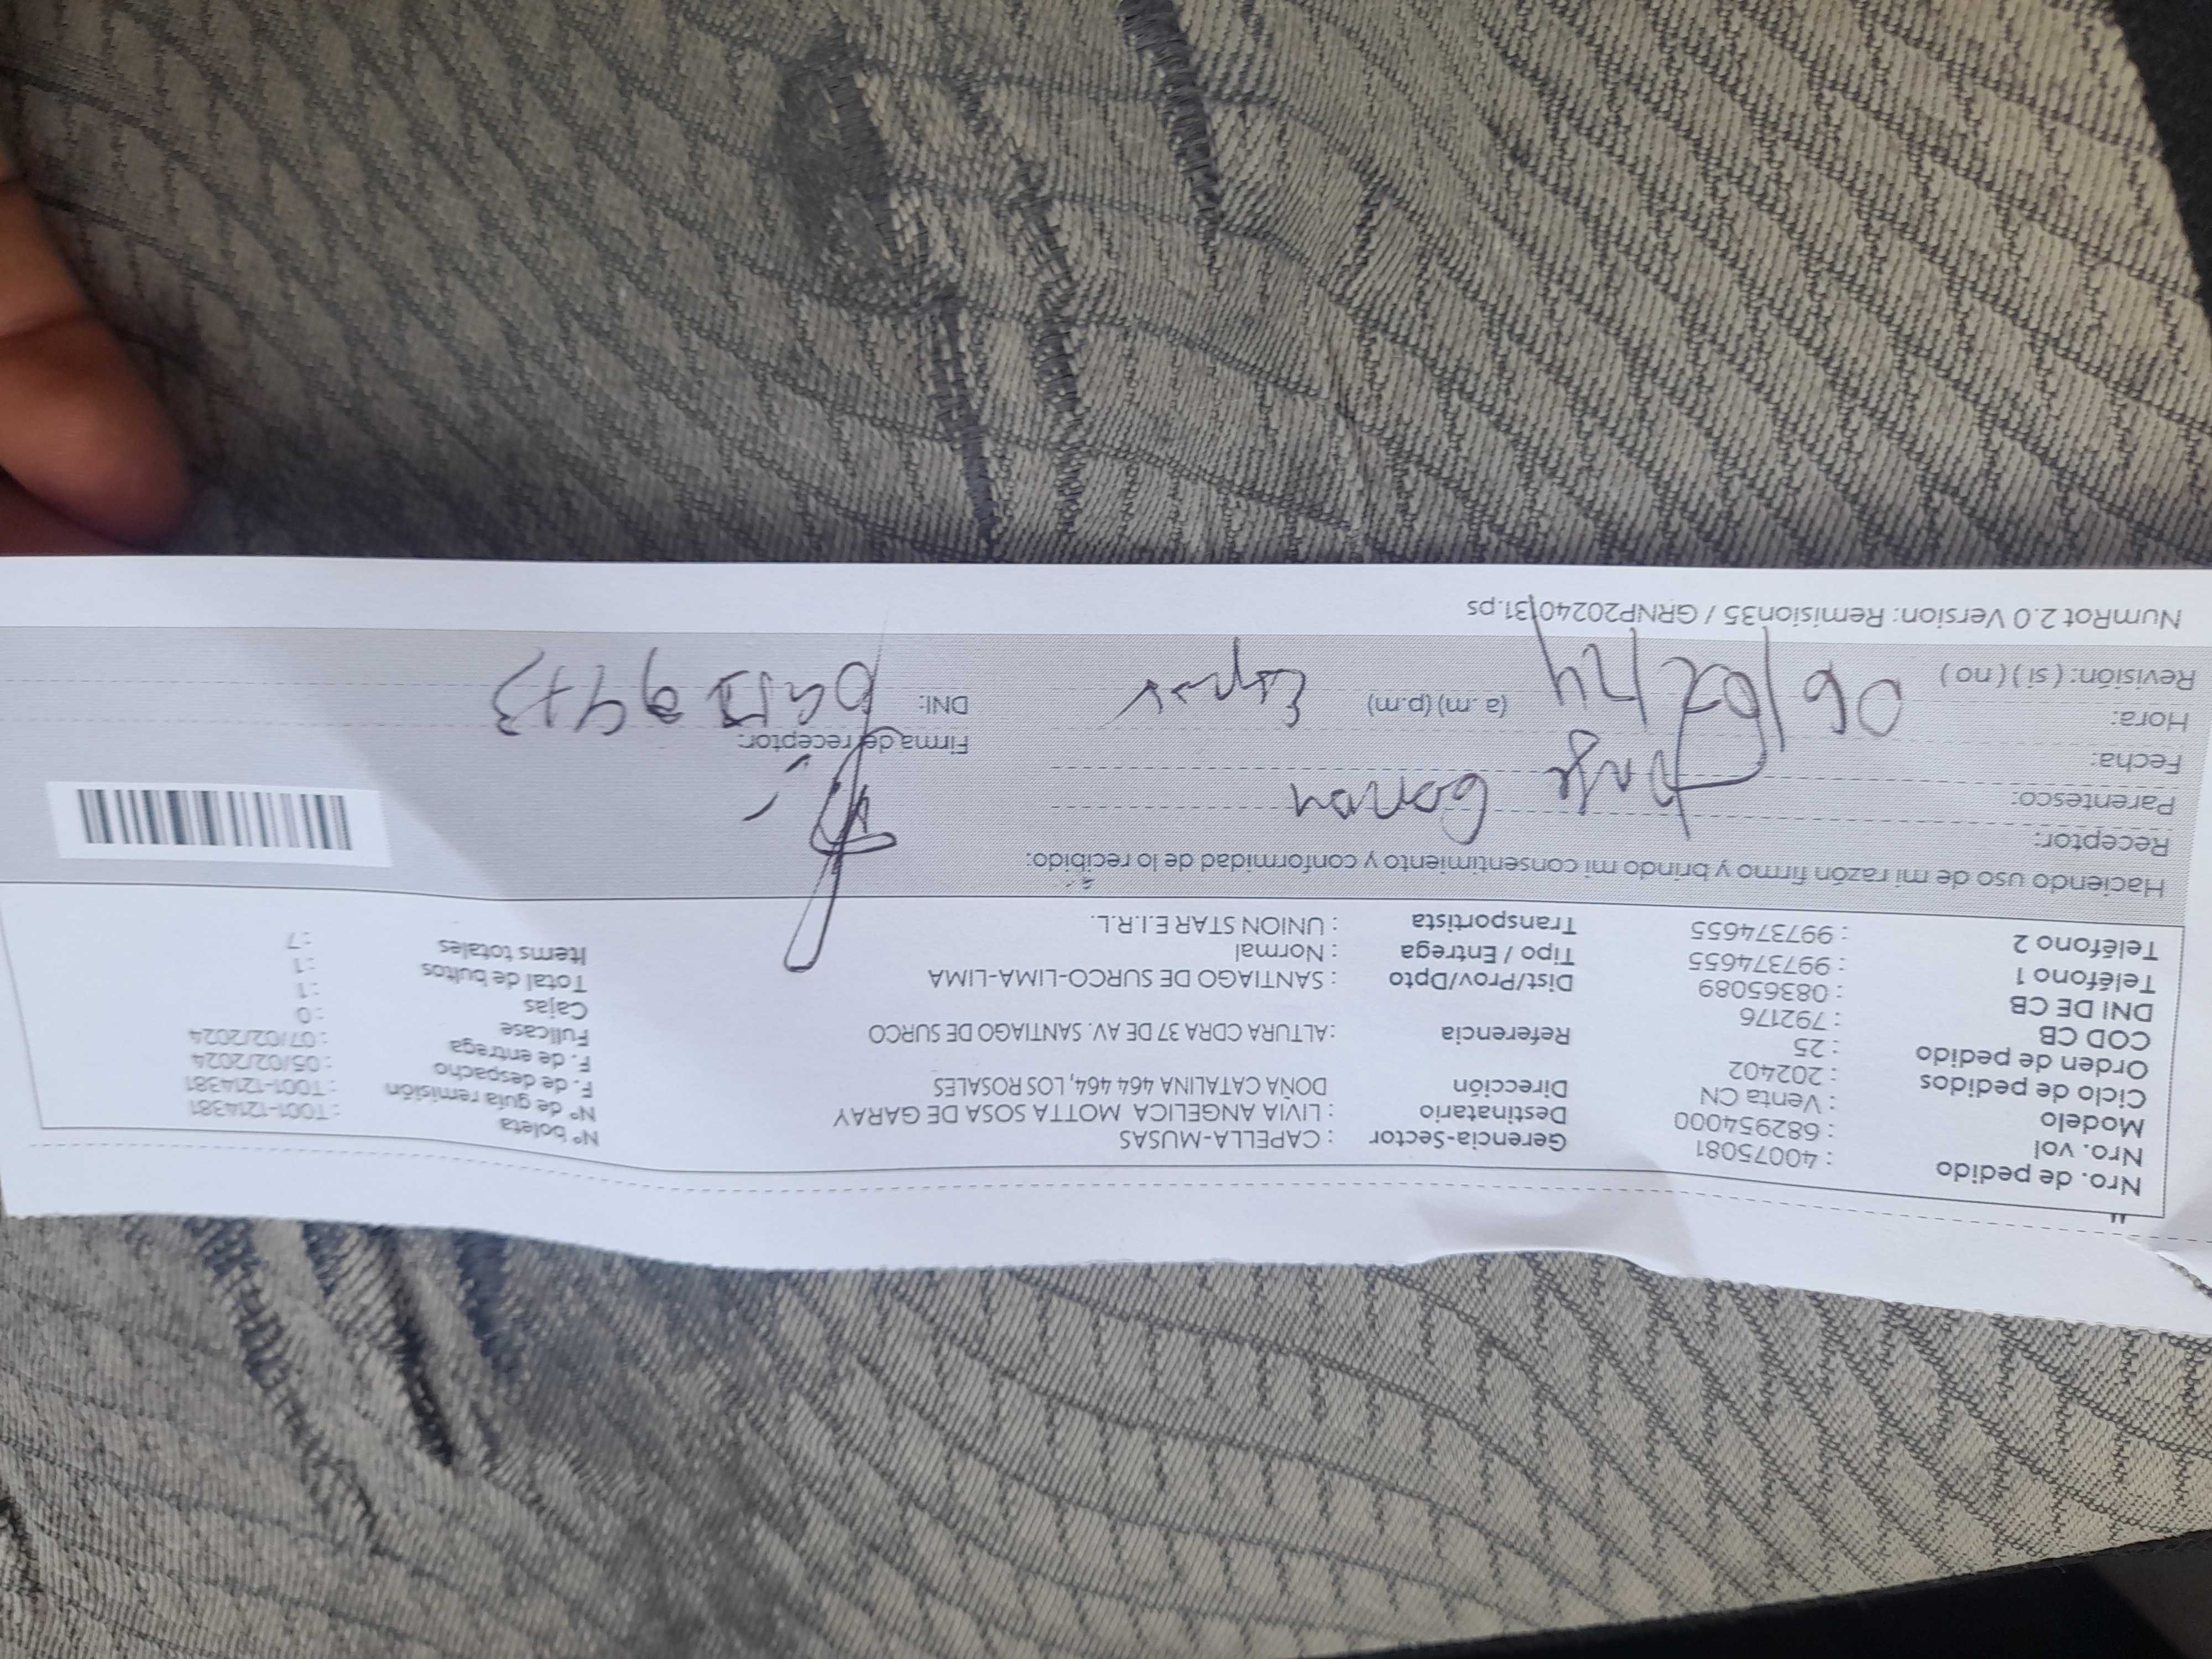 Nro. de pedido : 40075081 Gerencia-Sector : CAPELLA-MUSAS Nº boleta : T001-1214381
Nro. vol : 682954000 Destinatario : LIVIA ANGELICA MOTTA SOSA DE GARAY Nº de guía remisión : T001-1214381
Modelo : Venta CN Dirección DOÑA CATALINA 464 464, LOS ROSALES F. de despacho : 05/02/2024
Ciclo de pedidos : 202402 F. de entrega : 07/02/2024
Orden de pedido : 25 Referencia : ALTURA CDRA 37 DE AV. SANTIAGO DE SURCO Fullcase : 0
COD CB : 792176 Cajas : 1
DNI DE CB : 08365089 Dist/Prov/Dpto : SANTIAGO DE SURCO-LIMA-LIMA Total de bultos : 1
Teléfono 1 : 997374655 Tipo / Entrega : Normal Items totales : 7
Teléfono 2 : 997374655 Transportista : UNION STAR E.I.R.L.
Haciendo uso de mi razón firmo y brindo mi consentimiento y conformidad de lo recibido:
Receptor:
Parentesco:
Fecha: 06/02/24 Firma del receptor:
Hora: (a.m) (p.m) DNI:
Revisión: ( si ) ( no )
NumRot 2.0 Version: Remision35 / GRNP20240131.ps